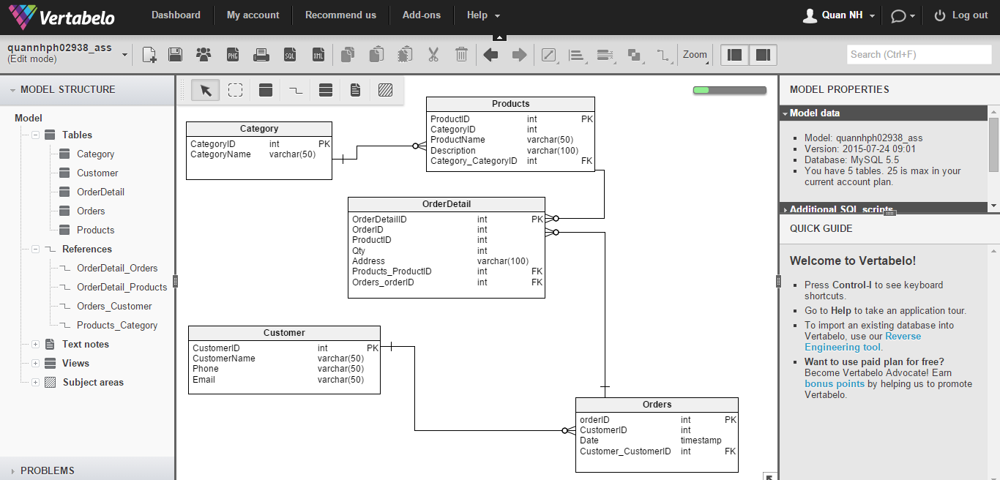 Vertabelo
Dashboard
My account
Recommend us
Add-ons
Help
Quan NH
Log out
quannhph02938_ass
(Edit mode)
PNG
SQL
XML
Zoom
Search (Ctrl+F)
MODEL STRUCTURE
Model
Tables
Category
Customer
OrderDetail
Orders
Products
References
OrderDetail_Orders
OrderDetail_Products
Orders_Customer
Products_Category
Text notes
Views
Subject areas
PROBLEMS
Category
CategoryID int PK
CategoryName varchar(50)
Products
ProductID int PK
CategoryID int
ProductName varchar(50)
Description varchar(100)
Category_CategoryID int FK
OrderDetail
OrderDetailID int PK
OrderID int
ProductID int
Qty int
Address varchar(100)
Products_ProductID int FK
Orders_orderID int FK
Customer
CustomerID int PK
CustomerName varchar(50)
Phone varchar(50)
Email varchar(50)
Orders
orderID int PK
CustomerID int
Date timestamp
Customer_CustomerID int FK
MODEL PROPERTIES
Model data
Model: quannhph02938_ass
Version: 2015-07-24 09:01
Database: MySQL 5.5
You have 5 tables. 25 is max in your
current account plan.
Additional SQL scripts
QUICK GUIDE
Welcome to Vertabelo!
Press Control-I to see keyboard
shortcuts.
Go to Help to take an application tour.
To import an existing database into
Vertabelo, use our Reverse
Engineering tool.
Want to use paid plan for free?
Become Vertabelo Advocate! Earn
bonus points by helping us to promote
Vertabelo.